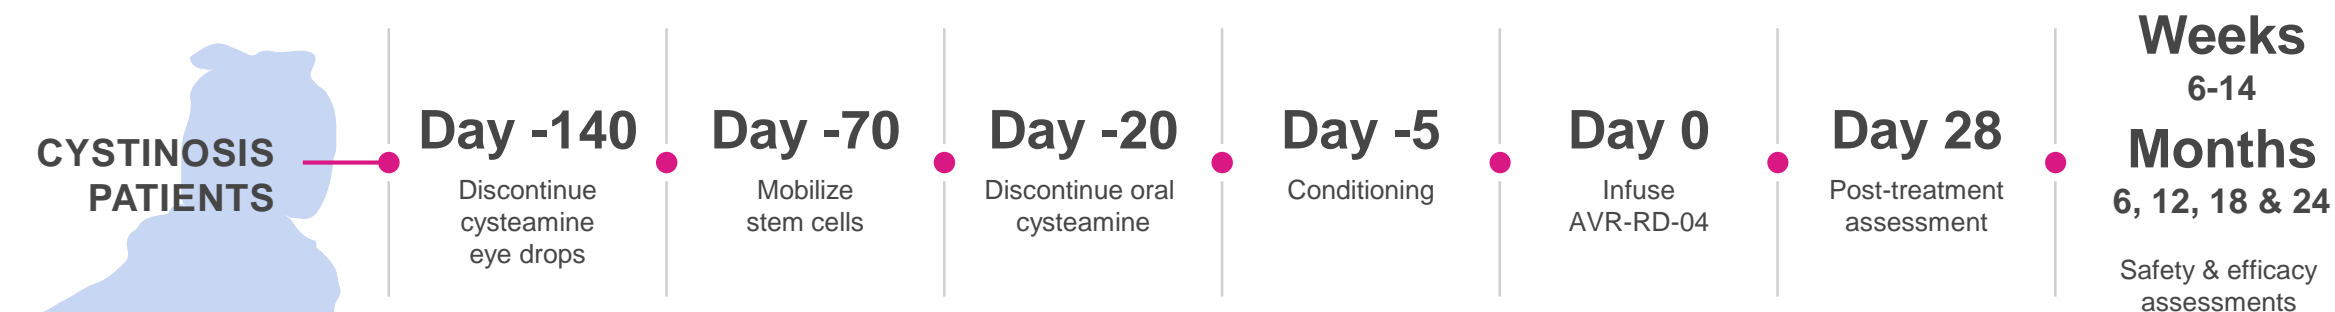 CYSTINOSIS
PATIENTS
Day -140
Discontinue
cysteamine
eye drops
Day -70
Mobilize
stem cells
Day -20
Discontinue oral
cysteamine
Day -5
Conditioning
Day 0
Infuse
AVR-RD-04
Day 28
Post-treatment
assessment
Weeks
6-14
Months
6, 12, 18 & 24
Safety & efficacy
assessments